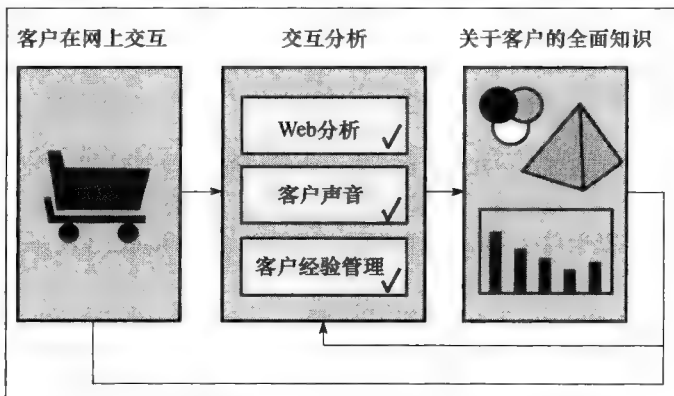 客户在网上交互
交互分析
关于客户的全面知识
Web分析
客户声音
客户经验管理